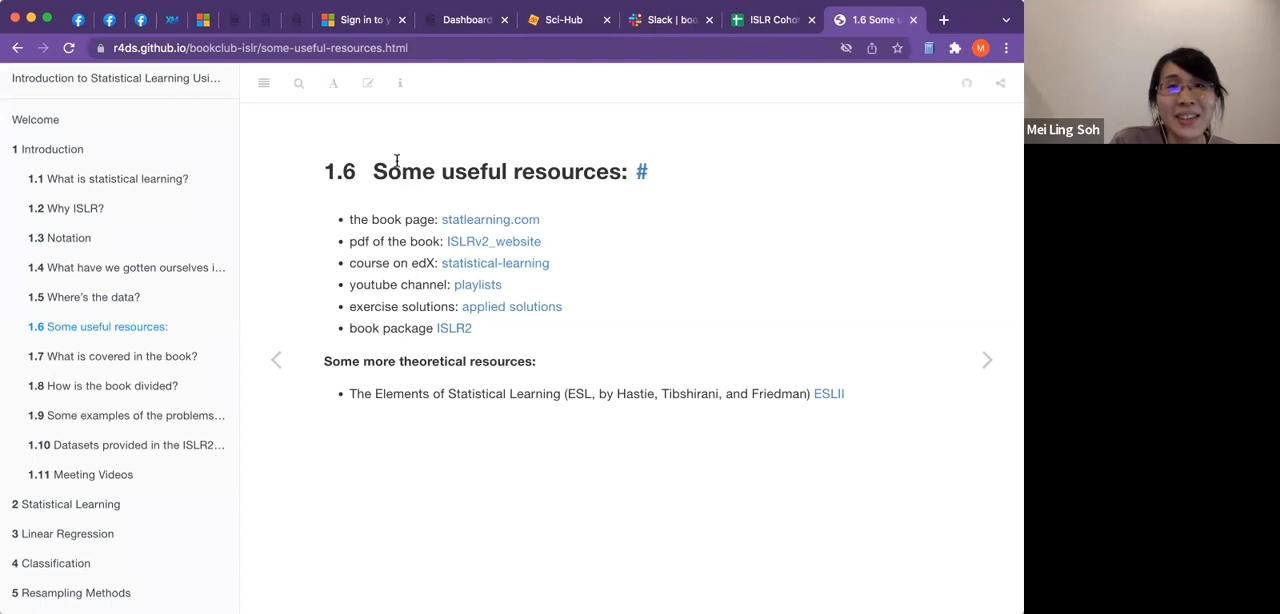 Sign in to y
Dashboard
Sci-Hub
Slack | boo
ISLR Cohor
1.6 Some u
r4ds.github.io/bookclub-islr/some-useful-resources.html
M
Introduction to Statistical Learning Usi...
Welcome
1 Introduction
1.1 What is statistical learning?
1.2 Why ISLR?
1.3 Notation
1.4 What have we gotten ourselves i...
1.5 Where's the data?
1.6 Some useful resources:
1.7 What is covered in the book?
1.8 How is the book divided?
1.9 Some examples of the problems...
1.10 Datasets provided in the ISLR2...
1.11 Meeting Videos
2 Statistical Learning
3 Linear Regression
4 Classification
5 Resampling Methods
1.6 Some useful resources: #
• the book page: statlearning.com
• pdf of the book: ISLRv2_website
• course on edX: statistical-learning
• youtube channel: playlists
• exercise solutions: applied solutions
• book package ISLR2
Some more theoretical resources:
• The Elements of Statistical Learning (ESL, by Hastie, Tibshirani, and Friedman) ESLII
Mei Ling Soh